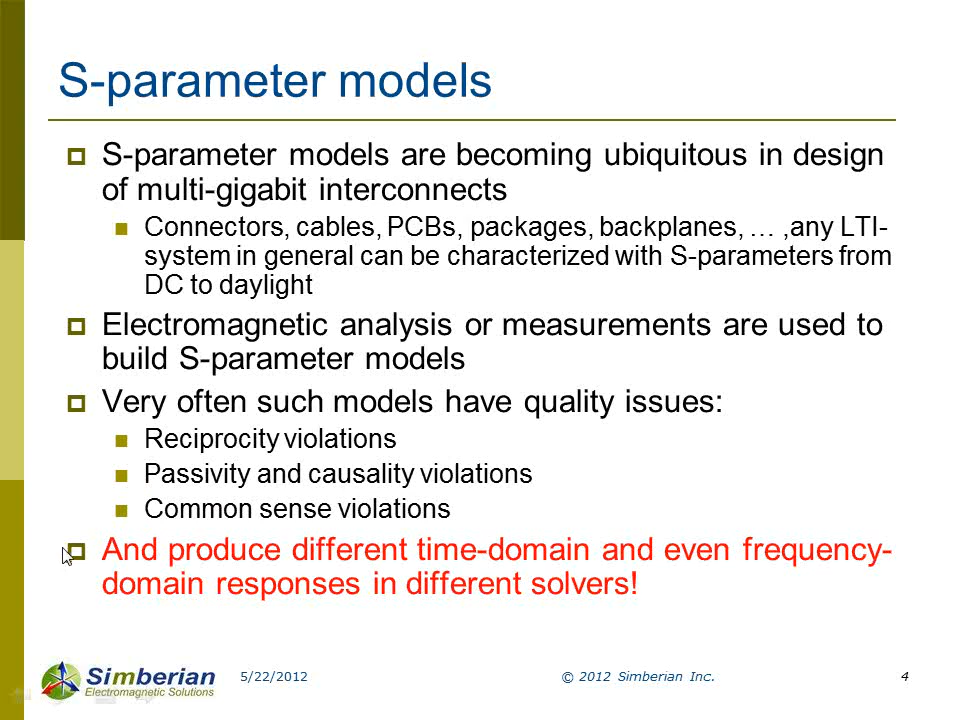 S-parameter models
S-parameter models are becoming ubiquitous in design
of multi-gigabit interconnects
Connectors, cables, PCBs, packages, backplanes, … ,any LTI-
system in general can be characterized with S-parameters from
DC to daylight
Electromagnetic analysis or measurements are used to
build S-parameter models
Very often such models have quality issues:
Reciprocity violations
Passivity and causality violations
Common sense violations
And produce different time-domain and even frequency-
domain responses in different solvers!
Simberian
Electromagnetic Solutions
5/22/2012
© 2012 Simberian Inc.
4